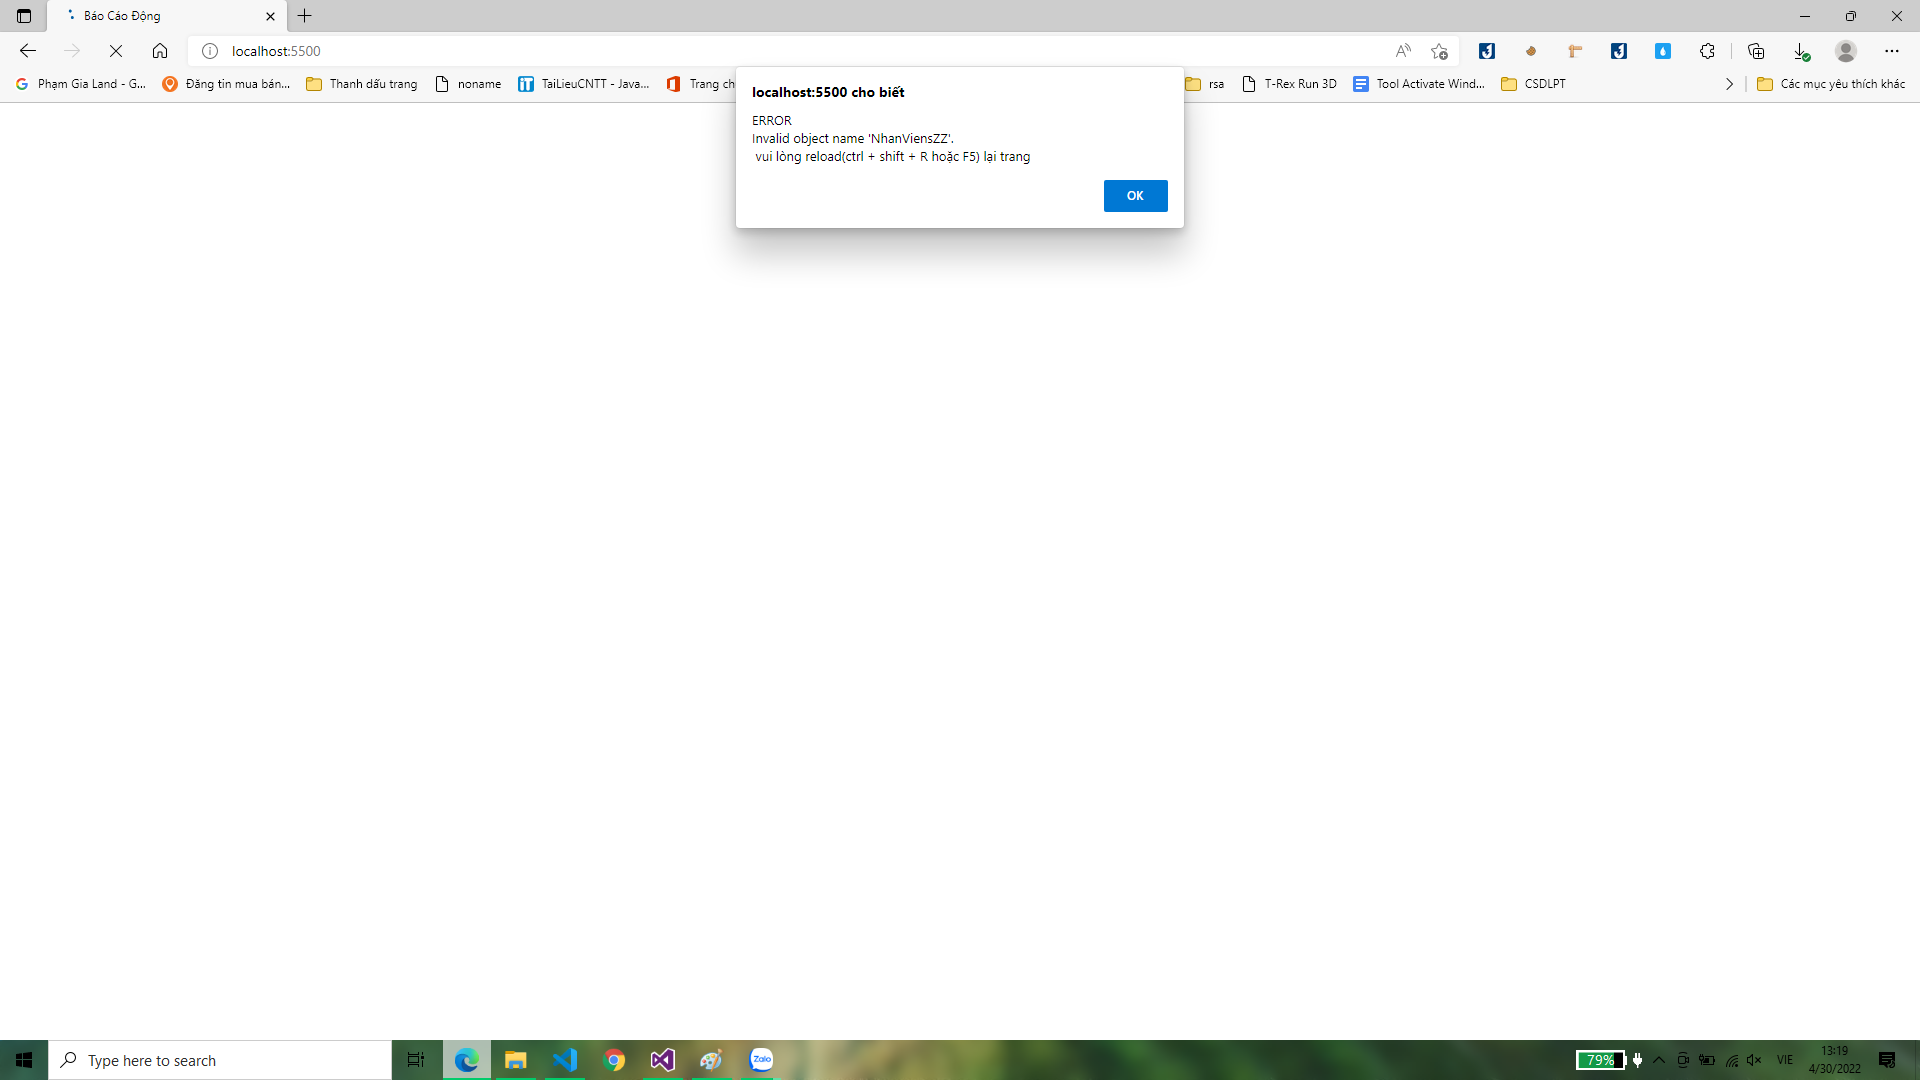 Báo Cáo Động
localhost:5500
Phạm Gia Land - G...
Đăng tin mua bán...
Thanh dấu trang
noname
TaiLieuCNTT - Java...
Trang ch
rsa
T-Rex Run 3D
Tool Activate Wind...
CSDLPT
Các mục yêu thích khác
localhost:5500 cho biết
ERROR
Invalid object name 'NhanViensZZ'.
vui lòng reload(ctrl + shift + R hoặc F5) lại trang
OK
Type here to search
Zalo
79%
VIE
13:19
4/30/2022